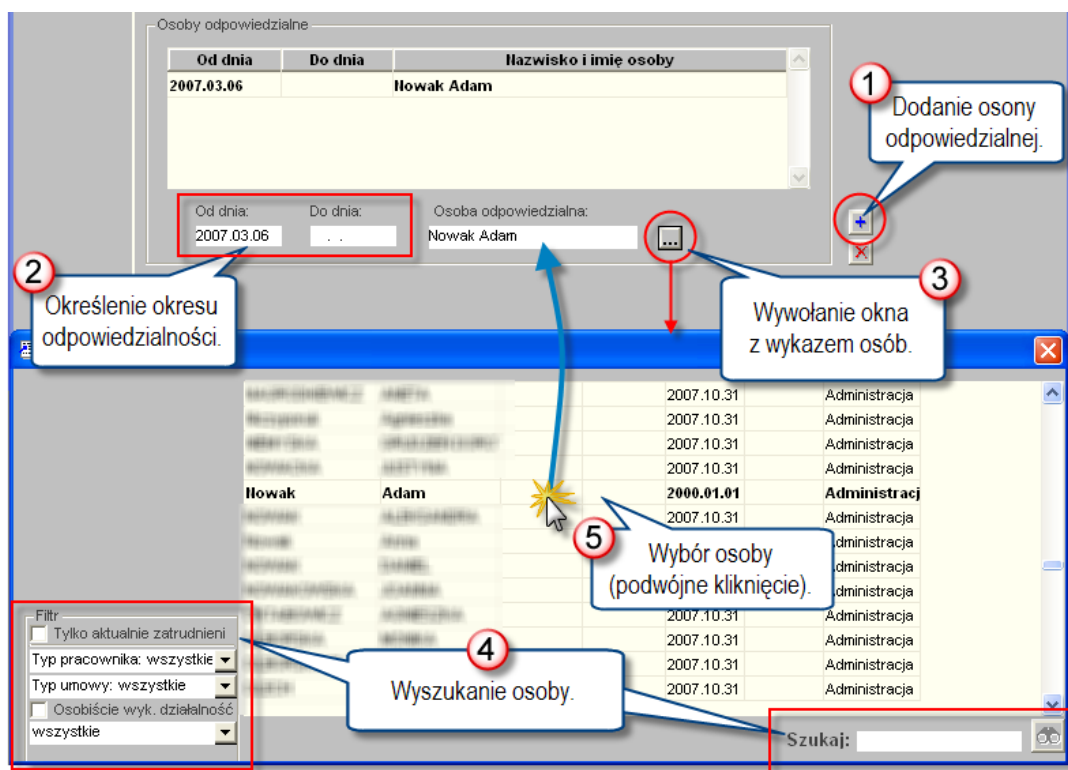 Osoby odpowiedzialne
Od dnia Do dnia Nazwisko i imię osoby
2007.03.06 Nowak Adam
1
Dodanie osony
odpowiedzialnej.
Od dnia: Do dnia: Osoba odpowiedzialna:
2007.03.06 . . Nowak Adam ...
2
Określenie okresu
odpowiedzialności.
3
Wywołanie okna
z wykazem osób.
2007.10.31 Administracja
2007.10.31 Administracja
2007.10.31 Administracja
2007.10.31 Administracja
Nowak Adam 2000.01.01 Administracj
2007.10.31 Administracja
dministracja
dministracja
dministracja
2007.10.31 Administracja
2007.10.31 Administracja
2007.10.31 Administracja
2007.10.31 Administracja
5
Wybór osoby
(podwójne kliknięcie).
Filtr
Tylko aktualnie zatrudnieni
Typ pracownika: wszystkie
Typ umowy: wszystkie
Osobiście wyk. działalność
wszystkie
4
Wyszukanie osoby.
Szukaj: